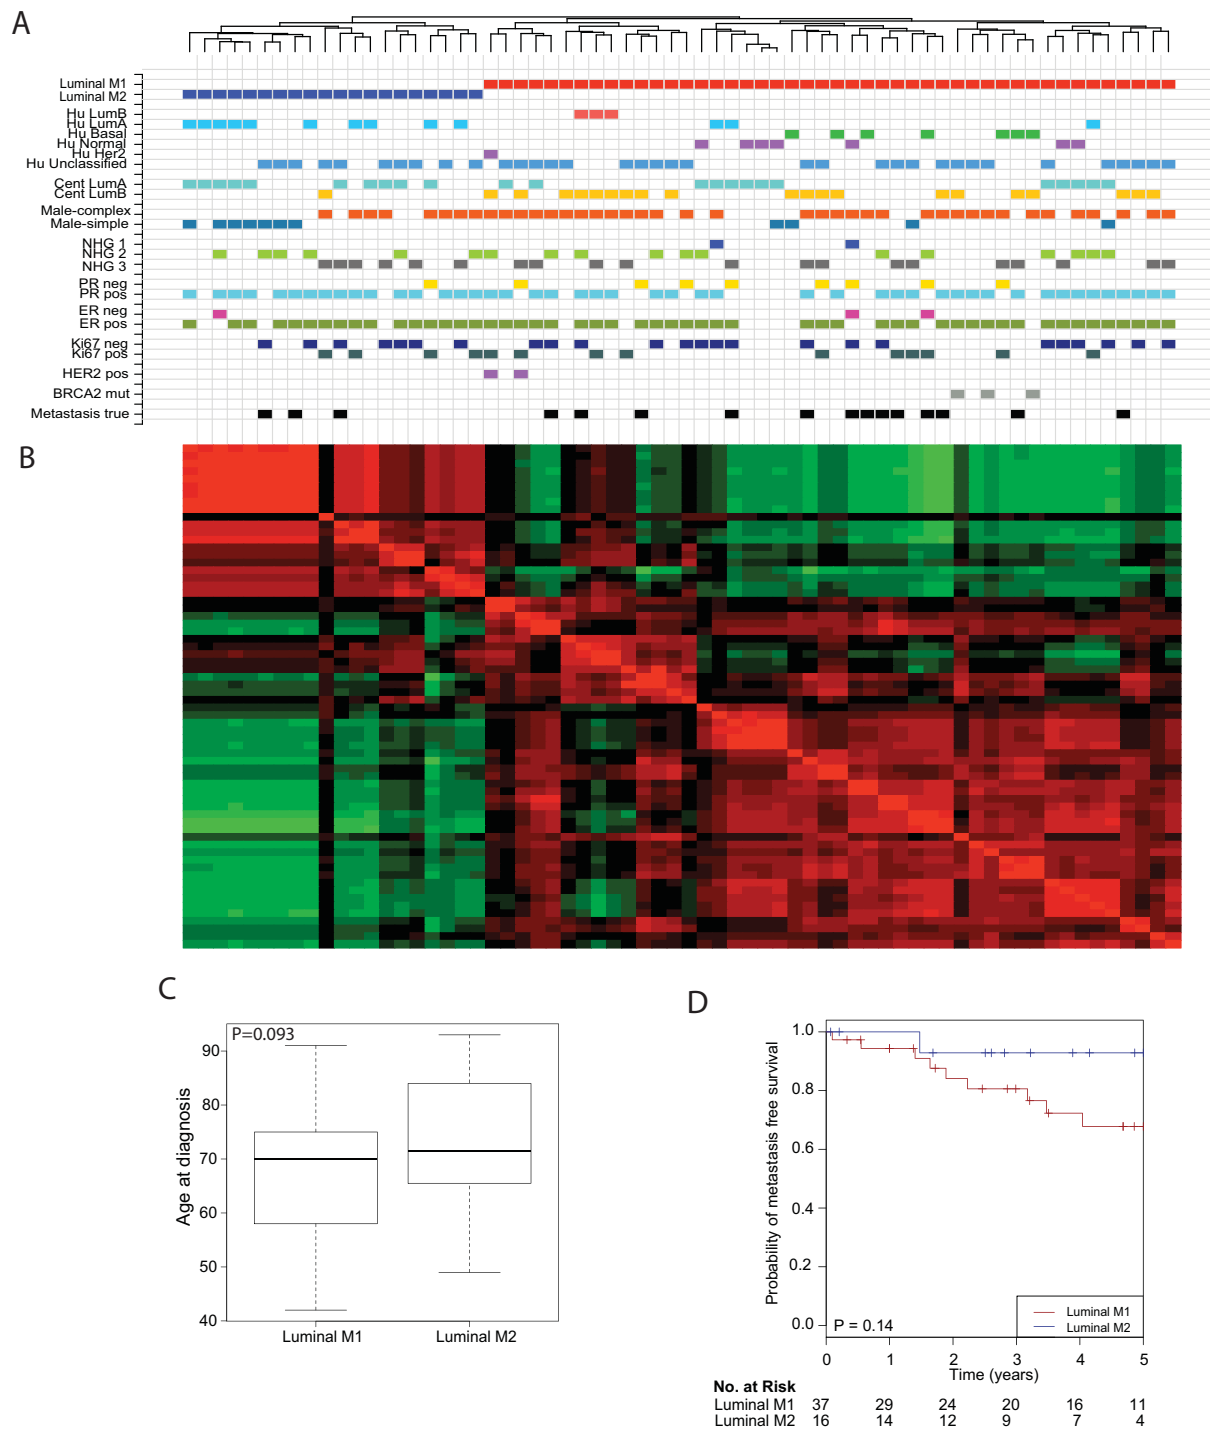 A
Luminal M1
Luminal M2
Hu LumB
Hu LumA
Hu Basal
Hu Normal
Hu Her2
Hu Unclassified
Cent LumA
Cent LumB
Male-complex
Male-simple
NHG 1
NHG 2
NHG 3
PR neg
PR pos
ER neg
ER pos
Ki67 neg
Ki67 pos
HER2 pos
BRCA2 mut
Metastasis true
B
C
P=0.093
Age at diagnosis
90
80
70
60
50
40
Luminal M1 Luminal M2
D
Probability of metastasis free survival
1.0
0.8
0.6
0.4
0.2
0.0
P = 0.14
Luminal M1
Luminal M2
0 1 2 3 4 5
Time (years)
No. at Risk
Luminal M1 37 29 24 20 16 11
Luminal M2 16 14 12 9 7 4